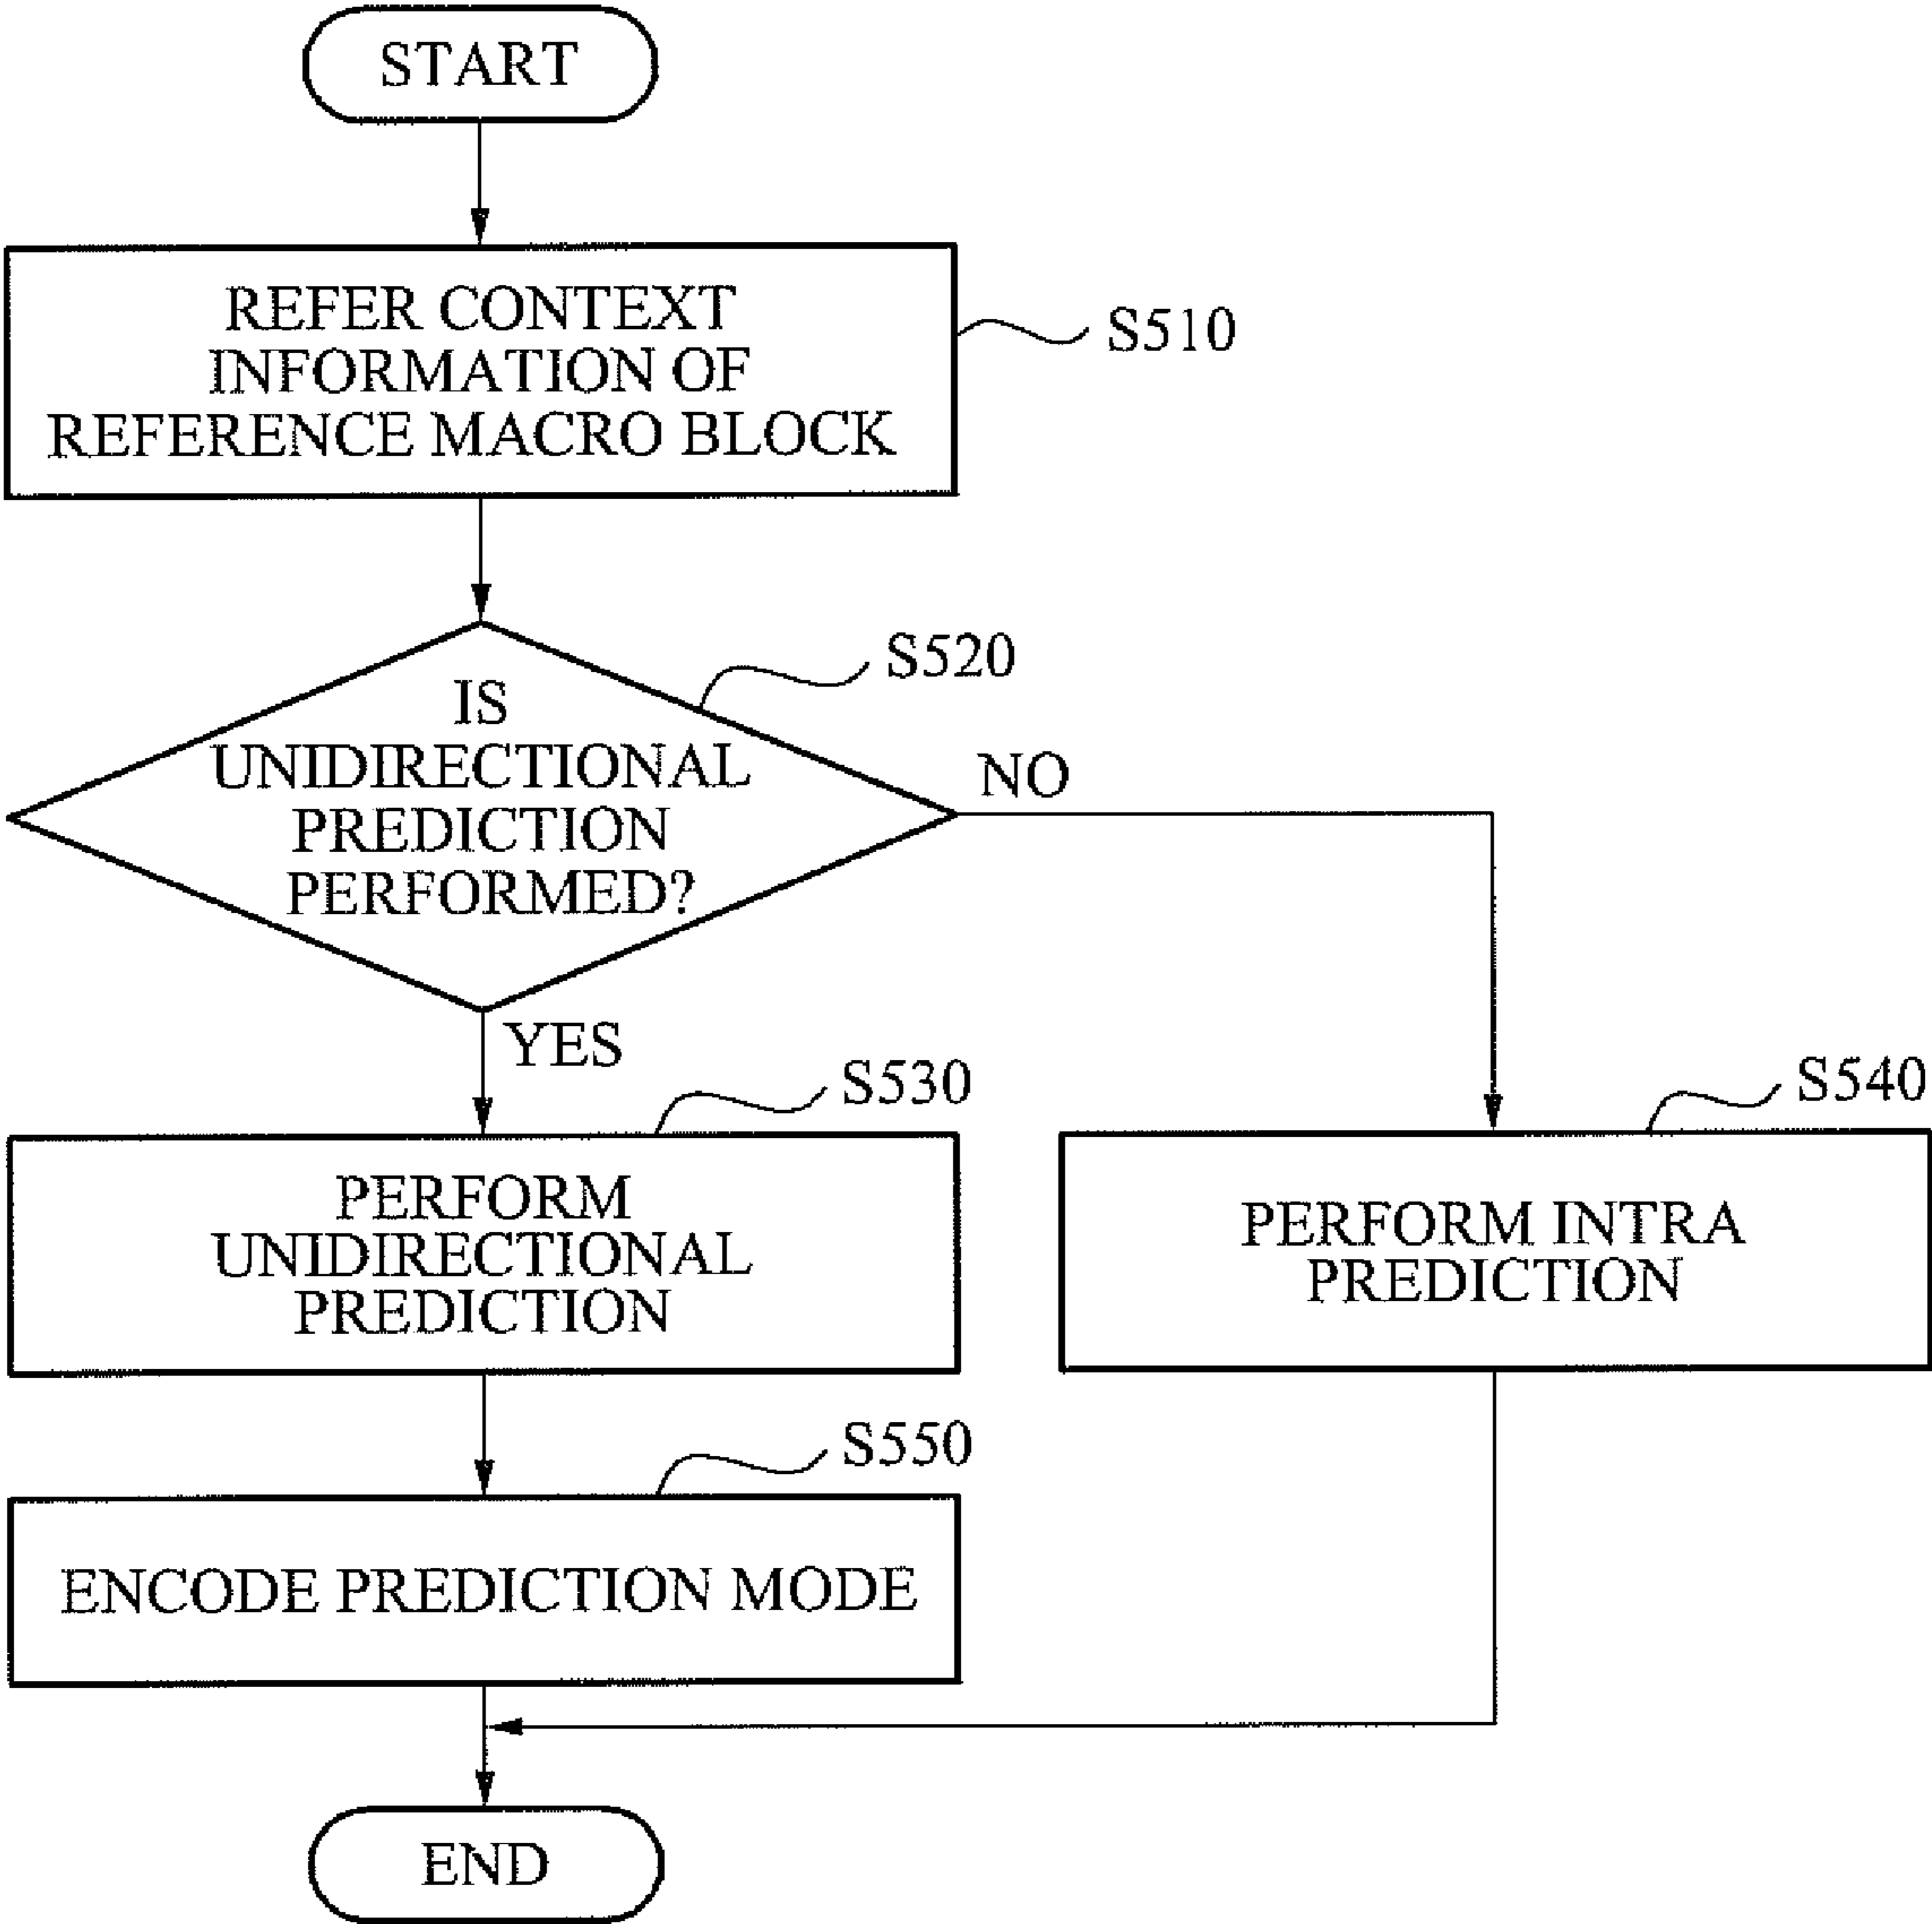 START
REFER CONTEXT
INFORMATION OF
REFERENCE MACRO BLOCK
S510
S520
IS
UNIDIRECTIONAL
PREDICTION
PERFORMED?
NO
YES
S530
PERFORM
UNIDIRECTIONAL
PREDICTION
S540
PERFORM INTRA
PREDICTION
S550
ENCODE PREDICTION MODE
END